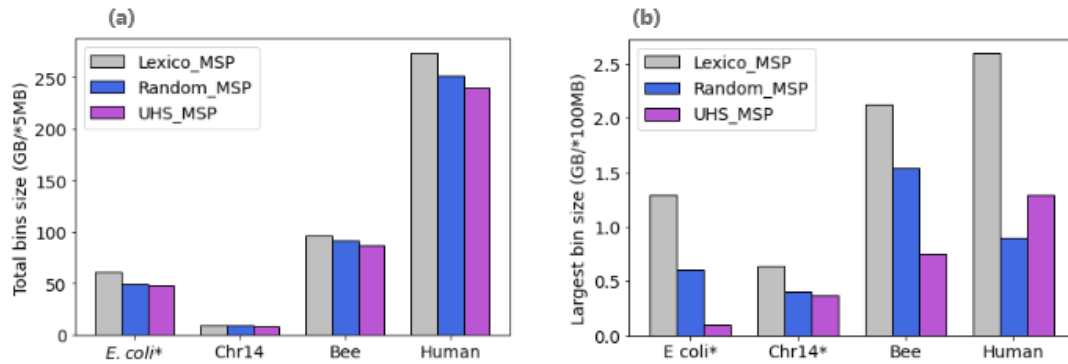 (a)
Total bins size (GB/*5MB)
250
200
150
100
50
0
Lexico_MSP
Random_MSP
UHS_MSP
E. coli*
Chr14
Bee
Human
(b)
Largest bin size (GB/*100MB)
2.5
2.0
1.5
1.0
0.5
0.0
Lexico_MSP
Random_MSP
UHS_MSP
E coli*
Chr14*
Bee
Human